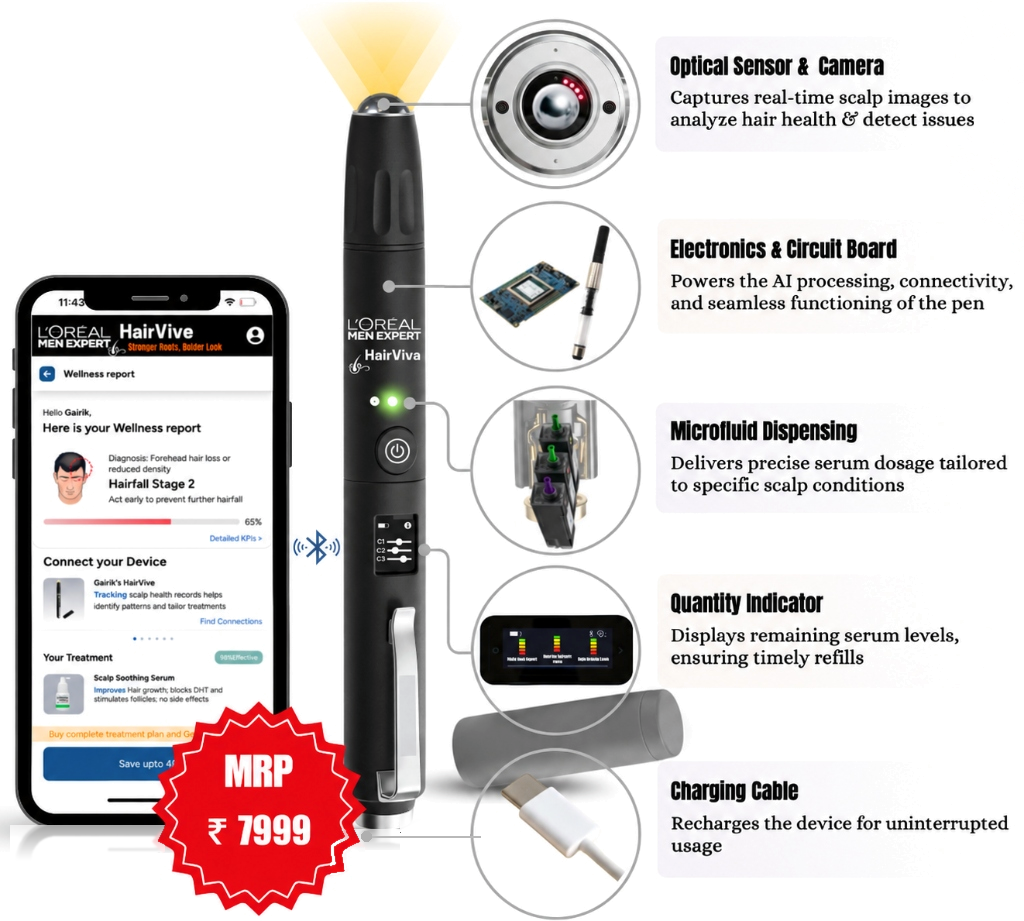 11:43
L'ORÉAL
MEN EXPERT
HairVive
Stronger Roots, Bolder Look
Wellness report
Hello Gairik,
Here is your Wellness report
Diagnosis: Forehead hair loss or
reduced density
Hairfall Stage 2
Act early to prevent further hairfall
65%
Detailed KPIs >
Connect your Device
Gairik's HairVive
Tracking scalp health records helps
identify patterns and tailor treatments
Find Connections
Your Treatment
98%Effective
Scalp Soothing Serum
Improves Hair growth; blocks DHT and
stimulates follicles; no side effects
Buy complete treatment plan and Ge
Save upto 4
MRP
₹ 7999
L'ORÉAL
MEN EXPERT
HairViva
C1
C2
C3
Optical Sensor & Camera
Captures real-time scalp images to
analyze hair health & detect issues
Electronics & Circuit Board
Powers the AI processing, connectivity,
and seamless functioning of the pen
Microfluid Dispensing
Delivers precise serum dosage tailored
to specific scalp conditions
Quantity Indicator
Displays remaining serum levels,
ensuring timely refills
Charging Cable
Recharges the device for uninterrupted
usage